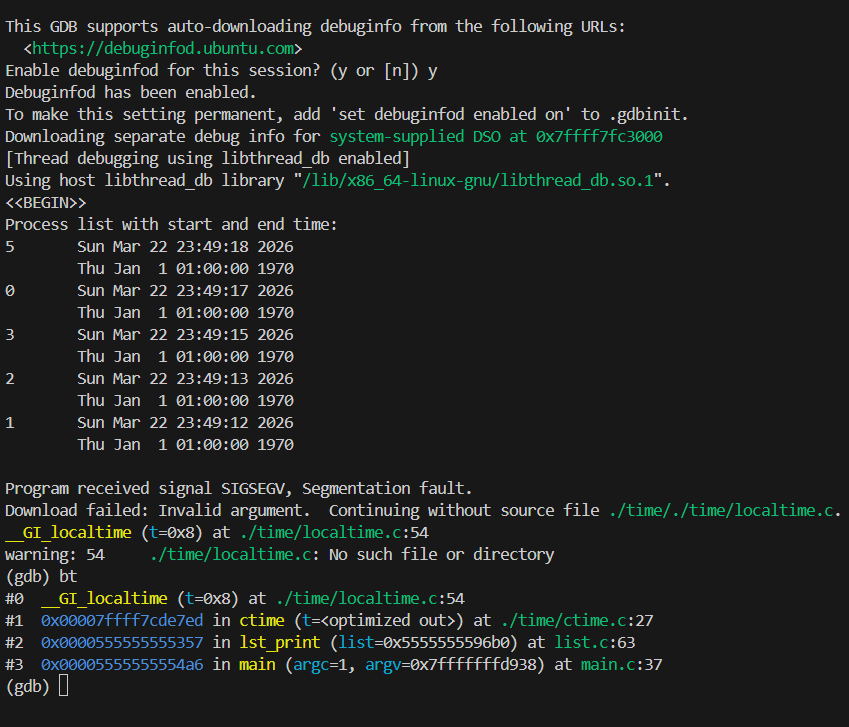 This GDB supports auto-downloading debuginfo from the following URLs:
  <https://debuginfod.ubuntu.com>
Enable debuginfod for this session? (y or [n]) y
Debuginfod has been enabled.
To make this setting permanent, add 'set debuginfod enabled on' to .gdbinit.
Downloading separate debug info for system-supplied DSO at 0x7ffff7fc3000
[Thread debugging using libthread_db enabled]
Using host libthread_db library "/lib/x86_64-linux-gnu/libthread_db.so.1".
<<BEGIN>>
Process list with start and end time:
5       Sun Mar 22 23:49:18 2026
        Thu Jan  1 01:00:00 1970
0       Sun Mar 22 23:49:17 2026
        Thu Jan  1 01:00:00 1970
3       Sun Mar 22 23:49:15 2026
        Thu Jan  1 01:00:00 1970
2       Sun Mar 22 23:49:13 2026
        Thu Jan  1 01:00:00 1970
1       Sun Mar 22 23:49:12 2026
        Thu Jan  1 01:00:00 1970

Program received signal SIGSEGV, Segmentation fault.
Download failed: Invalid argument.  Continuing without source file ./time/./time/localtime.c.
__GI_localtime (t=0x8) at ./time/localtime.c:54
warning: 54     ./time/localtime.c: No such file or directory
(gdb) bt
#0  __GI_localtime (t=0x8) at ./time/localtime.c:54
#1  0x00007ffff7cde7ed in ctime (t=<optimized out>) at ./time/ctime.c:27
#2  0x0000555555555357 in lst_print (list=0x5555555596b0) at list.c:63
#3  0x00005555555554a6 in main (argc=1, argv=0x7fffffffd938) at main.c:37
(gdb)